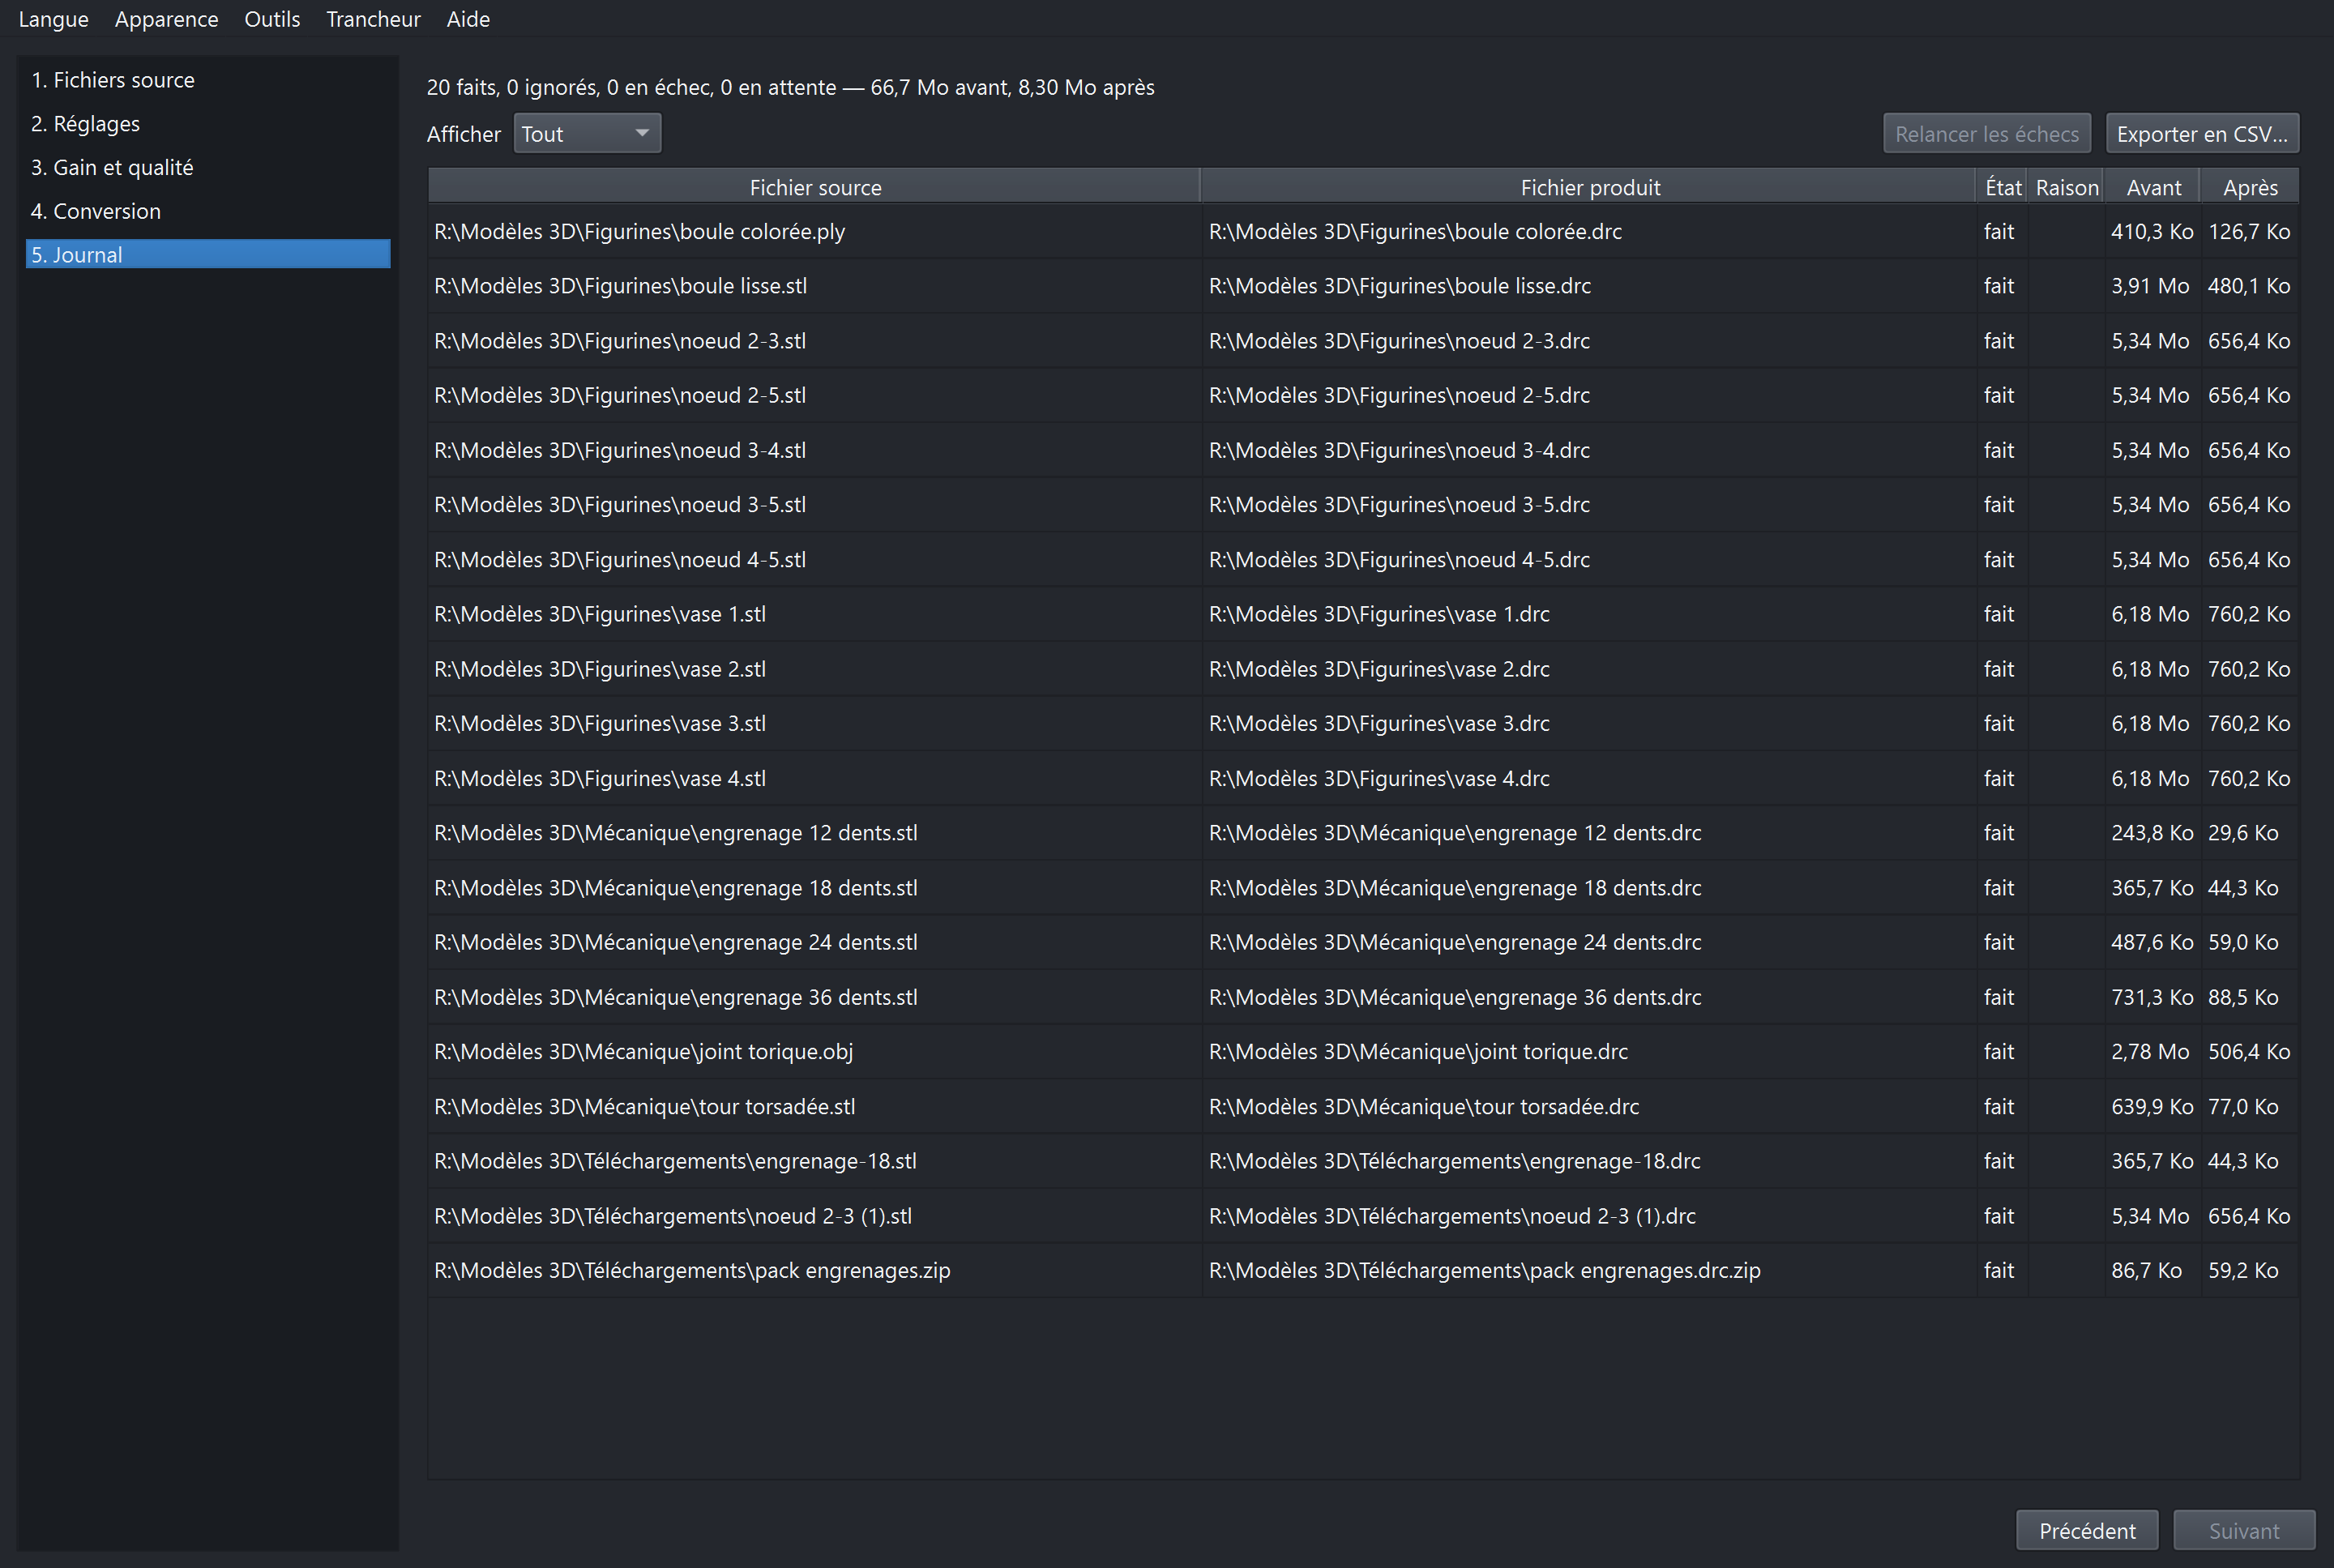 Langue Apparence Outils Trancheur Aide
1. Fichiers source
2. Réglages
3. Gain et qualité
4. Conversion
5. Journal
20 faits, 0 ignorés, 0 en échec, 0 en attente — 66,7 Mo avant, 8,30 Mo après
Afficher Tout Relancer les échecs Exporter en CSV...
Fichier source Fichier produit État Raison Avant Après
R:\Modèles 3D\Figurines\boule colorée.ply R:\Modèles 3D\Figurines\boule colorée.drc fait 410,3 Ko 126,7 Ko
R:\Modèles 3D\Figurines\boule lisse.stl R:\Modèles 3D\Figurines\boule lisse.drc fait 3,91 Mo 480,1 Ko
R:\Modèles 3D\Figurines\noeud 2-3.stl R:\Modèles 3D\Figurines\noeud 2-3.drc fait 5,34 Mo 656,4 Ko
R:\Modèles 3D\Figurines\noeud 2-5.stl R:\Modèles 3D\Figurines\noeud 2-5.drc fait 5,34 Mo 656,4 Ko
R:\Modèles 3D\Figurines\noeud 3-4.stl R:\Modèles 3D\Figurines\noeud 3-4.drc fait 5,34 Mo 656,4 Ko
R:\Modèles 3D\Figurines\noeud 3-5.stl R:\Modèles 3D\Figurines\noeud 3-5.drc fait 5,34 Mo 656,4 Ko
R:\Modèles 3D\Figurines\noeud 4-5.stl R:\Modèles 3D\Figurines\noeud 4-5.drc fait 5,34 Mo 656,4 Ko
R:\Modèles 3D\Figurines\vase 1.stl R:\Modèles 3D\Figurines\vase 1.drc fait 6,18 Mo 760,2 Ko
R:\Modèles 3D\Figurines\vase 2.stl R:\Modèles 3D\Figurines\vase 2.drc fait 6,18 Mo 760,2 Ko
R:\Modèles 3D\Figurines\vase 3.stl R:\Modèles 3D\Figurines\vase 3.drc fait 6,18 Mo 760,2 Ko
R:\Modèles 3D\Figurines\vase 4.stl R:\Modèles 3D\Figurines\vase 4.drc fait 6,18 Mo 760,2 Ko
R:\Modèles 3D\Mécanique\engrenage 12 dents.stl R:\Modèles 3D\Mécanique\engrenage 12 dents.drc fait 243,8 Ko 29,6 Ko
R:\Modèles 3D\Mécanique\engrenage 18 dents.stl R:\Modèles 3D\Mécanique\engrenage 18 dents.drc fait 365,7 Ko 44,3 Ko
R:\Modèles 3D\Mécanique\engrenage 24 dents.stl R:\Modèles 3D\Mécanique\engrenage 24 dents.drc fait 487,6 Ko 59,0 Ko
R:\Modèles 3D\Mécanique\engrenage 36 dents.stl R:\Modèles 3D\Mécanique\engrenage 36 dents.drc fait 731,3 Ko 88,5 Ko
R:\Modèles 3D\Mécanique\joint torique.obj R:\Modèles 3D\Mécanique\joint torique.drc fait 2,78 Mo 506,4 Ko
R:\Modèles 3D\Mécanique\tour torsadée.stl R:\Modèles 3D\Mécanique\tour torsadée.drc fait 639,9 Ko 77,0 Ko
R:\Modèles 3D\Téléchargements\engrenage-18.stl R:\Modèles 3D\Téléchargements\engrenage-18.drc fait 365,7 Ko 44,3 Ko
R:\Modèles 3D\Téléchargements\noeud 2-3 (1).stl R:\Modèles 3D\Téléchargements\noeud 2-3 (1).drc fait 5,34 Mo 656,4 Ko
R:\Modèles 3D\Téléchargements\pack engrenages.zip R:\Modèles 3D\Téléchargements\pack engrenages.drc.zip fait 86,7 Ko 59,2 Ko
Précédent Suivant